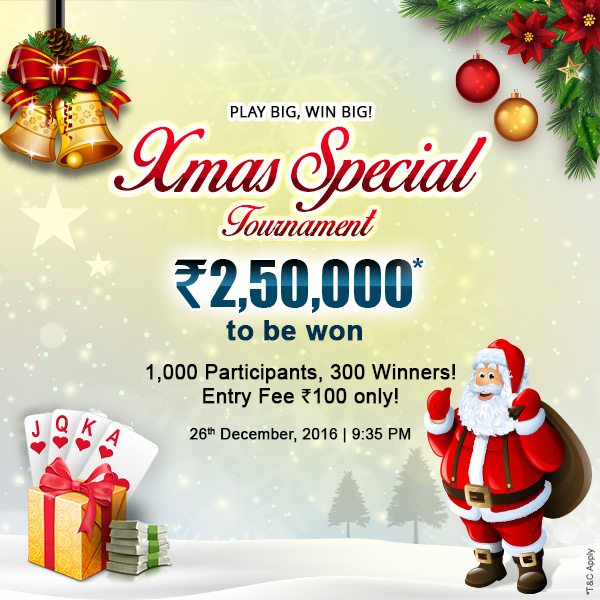 PLAY BIG, WIN BIG!
Xmas Special
Tournament
₹2,50,000*
to be won
1,000 Participants, 300 Winners!
Entry Fee ₹100 only!
26th December, 2016 | 9:35 PM
J Q K A
*T&C Apply